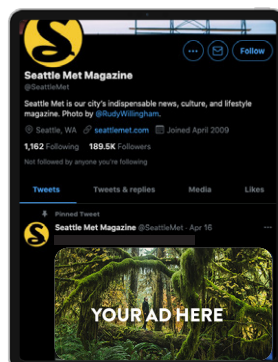 Follow
Seattle Met Magazine
@SeattleMet
Seattle Met is our city's indispensable news, culture, and lifestyle
magazine. Photo by @RudyWillingham.
Seattle, WA seattlemet.com Joined April 2009
1,162 Following 189.5K Followers
Not followed by anyone you're following
Tweets Tweets & replies Media Likes
Pinned Tweet
Seattle Met Magazine @SeattleMet · Apr 16
YOUR AD HERE